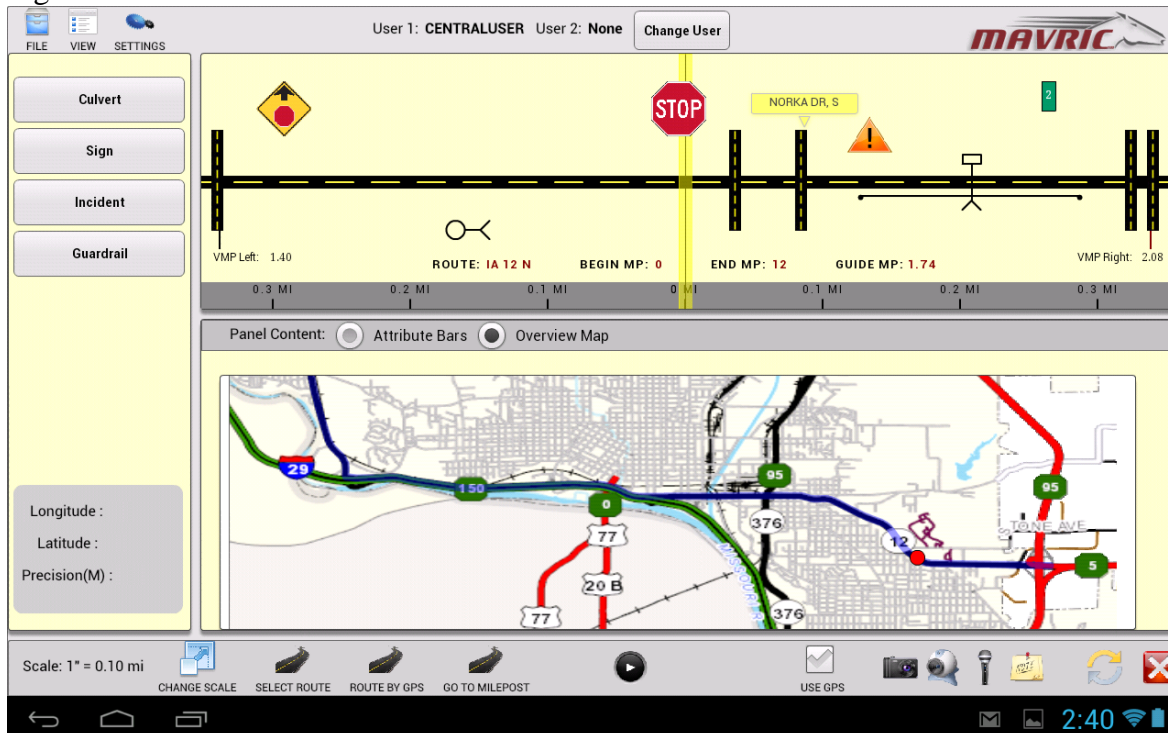 User 1: CENTRALUSER User 2: None Change User
MAVRIC
FILE VIEW SETTINGS
Culvert
Sign
Incident
Guardrail
STOP
NORKA DR, S
2
!
VMP Left: 1.40
VMP Right: 2.08
ROUTE: IA 12 N BEGIN MP: 0 END MP: 12 GUIDE MP: 1.74
0.3 MI 0.2 MI 0.1 MI 0 MI 0.1 MI 0.2 MI 0.3 MI
Panel Content: Attribute Bars Overview Map
29
150
0
77
20 B
77
95
376
376
MISSOURI R
12
95
TONE AVE
5
Longitude :
Latitude :
Precision(M) :
Scale: 1" = 0.10 mi
CHANGE SCALE SELECT ROUTE ROUTE BY GPS GO TO MILEPOST
USE GPS
2:40